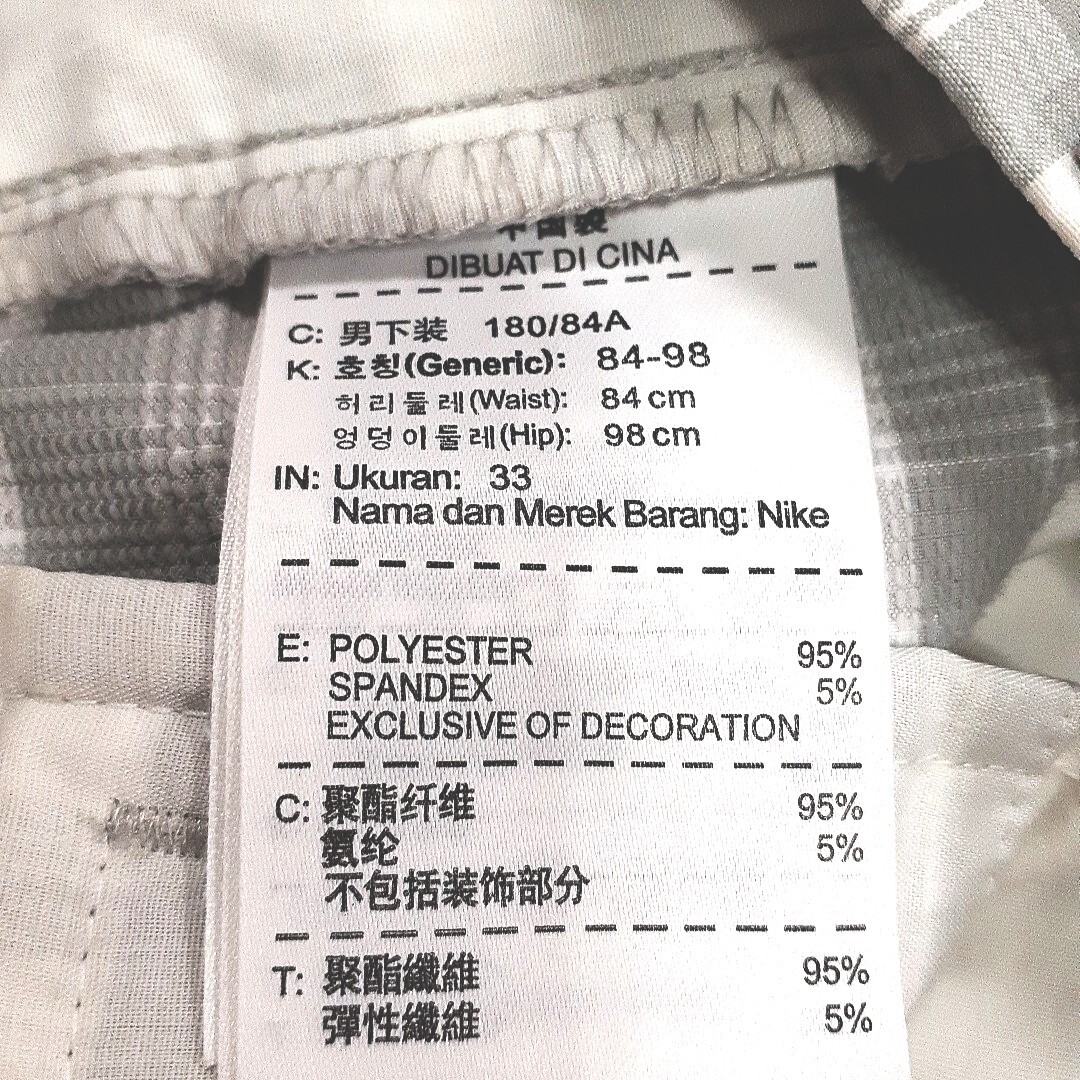 中国製
DIBUAT DI CINA
C: 男下装 180/84A
K: 호칭(Generic): 84-98
허리둘레(Waist): 84 cm
엉덩이둘레(Hip): 98 cm
IN: Ukuran: 33
Nama dan Merek Barang: Nike
E: POLYESTER 95%
SPANDEX 5%
EXCLUSIVE OF DECORATION
C: 聚酯纤维 95%
氨纶 5%
不包括装饰部分
T: 聚酯纖維 95%
彈性纖維 5%